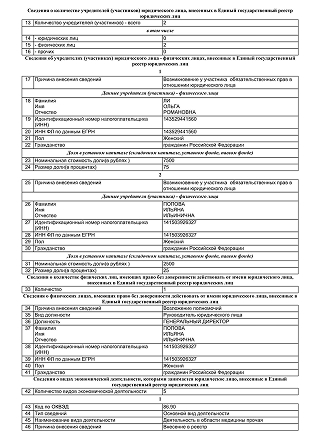 Сведения о количестве учредителей (участников) юридического лица, внесенных в Единый государственный реестр
юридических лиц
13 Количество учредителей (участников) - всего 2
в том числе
14 - юридических лиц 0
15 - физических лиц 2
16 - прочих 0
Сведения об учредителях (участниках) юридического лица - физических лицах, внесенные в Единый государственный
реестр юридических лиц
1
17 Причина внесения сведений Возникновение у участника обязательственных прав в
отношении юридического лица
Данные учредителя (участника) - физического лица
18 Фамилия ЛИ
Имя ОЛЬГА
Отчество РОМАНОВНА
19 Идентификационный номер налогоплательщика 143529441560
(ИНН)
20 ИНН ФЛ по данным ЕГРН 143529441560
21 Пол Женский
22 Гражданство гражданин Российской Федерации
Доля в уставном капитале (складочном капитале, уставном фонде, паевом фонде)
23 Номинальная стоимость доли(в рублях ) 7500
24 Размер доли(в процентах) 75
2
25 Причина внесения сведений Возникновение у участника обязательственных прав в
отношении юридического лица
Данные учредителя (участника) - физического лица
26 Фамилия ПОПОВА
Имя ИЛЬЯНА
Отчество ИЛЬИНИЧНА
27 Идентификационный номер налогоплательщика 141503926327
(ИНН)
28 ИНН ФЛ по данным ЕГРН 141503926327
29 Пол Женский
30 Гражданство гражданин Российской Федерации
Доля в уставном капитале (складочном капитале, уставном фонде, паевом фонде)
31 Номинальная стоимость доли(в рублях ) 2500
32 Размер доли(в процентах) 25
Сведения о количестве физических лиц, имеющих право без доверенности действовать от имени юридического лица,
внесенных в Единый государственный реестр юридических лиц
33 Количество 1
Сведения о физических лицах, имеющих право без доверенности действовать от имени юридического лица, внесенные в
Единый государственный реестр юридических лиц
1
34 Причина внесения сведений Возложение полномочий
35 Вид должности Руководитель юридического лица
36 Должность ГЕНЕРАЛЬНЫЙ ДИРЕКТОР
37 Фамилия ПОПОВА
Имя ИЛЬЯНА
Отчество ИЛЬИНИЧНА
38 Идентификационный номер налогоплательщика 141503926327
(ИНН)
39 ИНН ФЛ по данным ЕГРН 141503926327
40 Пол Женский
41 Гражданство гражданин Российской Федерации
Сведения о видах экономической деятельности, которыми занимается юридическое лицо, внесенные в Единый
государственный реестр юридических лиц
42 Количество видов экономической деятельности 5
1
43 Код по ОКВЭД 86.90
44 Тип сведений Основной вид деятельности
45 Наименование вида деятельности Деятельность в области медицины прочая
46 Причина внесения сведений Внесение в реестр